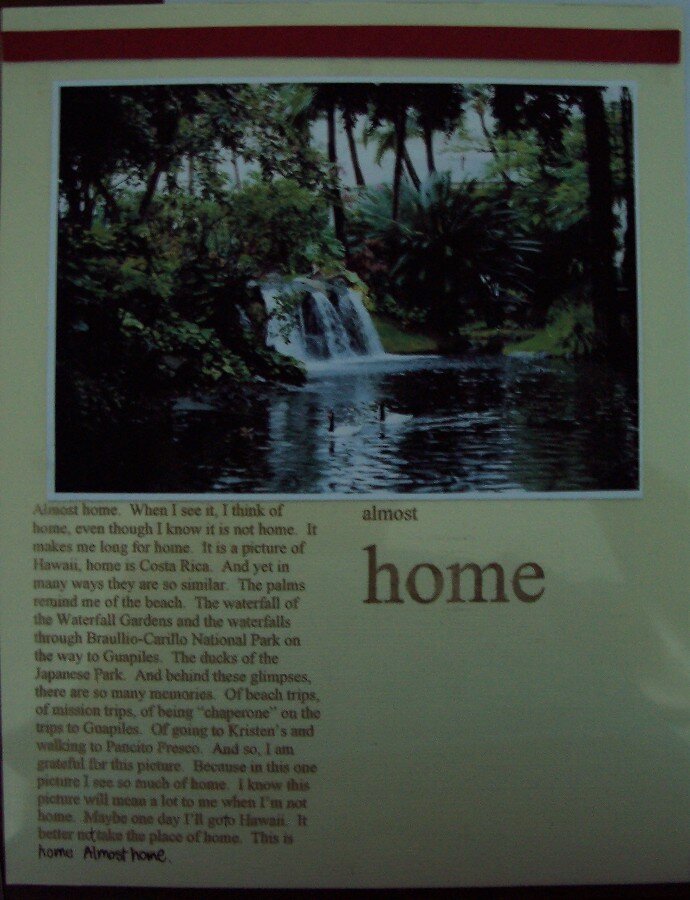 Almost home. When I see it, I think of
home, even though I know it is not home. It
makes me long for home. It is a picture of
Hawaii, home is Costa Rica. And yet in
many ways they are so similar. The palms
remind me of the beach. The waterfall of
the Waterfall Gardens and the waterfalls
through Braullio-Carillo National Park on
the way to Guapiles. The ducks of the
Japanese Park. And behind these glimpses,
there are so many memories. Of beach trips,
of mission trips, of being "chaperone" on the
trips to Guapiles. Of going to Kristen's and
walking to Pancito Fresco. And so, I am
grateful for this picture. Because in this one
picture I see so much of home. I know this
picture will mean a lot to me when I'm not
home. Maybe one day I'll go to Hawaii. It
better not take the place of home. This is
home Almost home.
almost
home